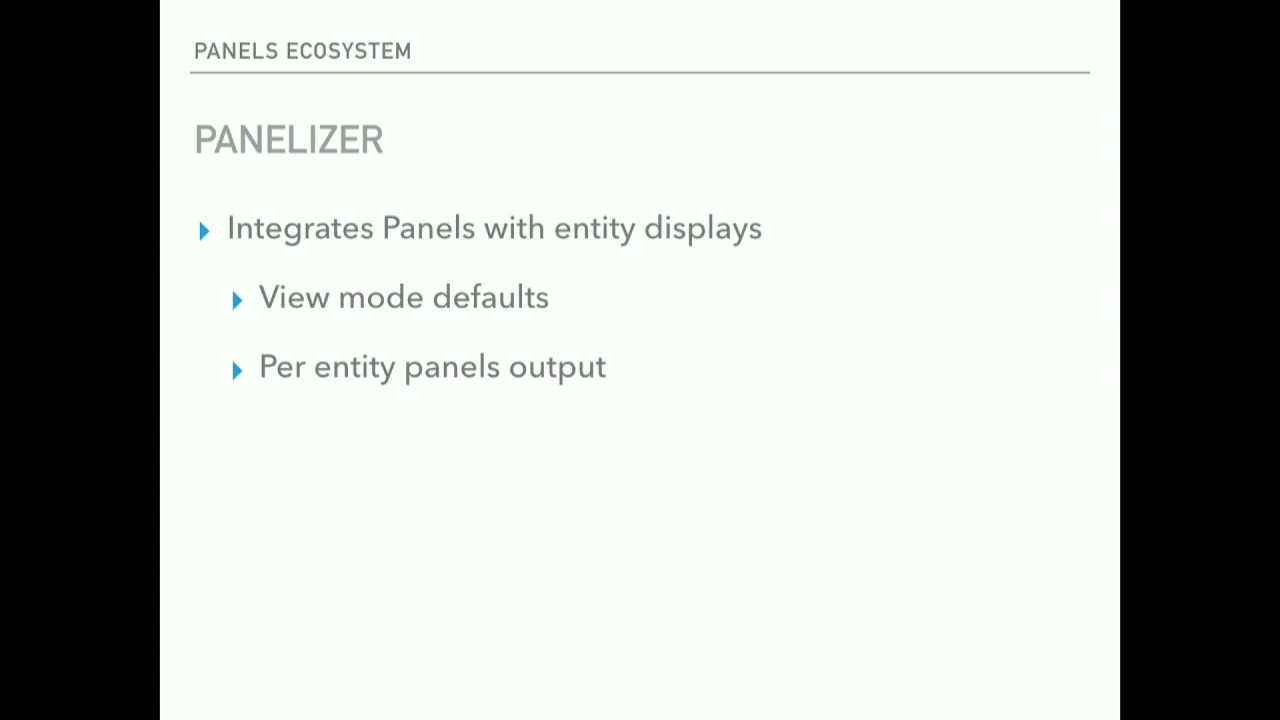 PANELS ECOSYSTEM
PANELIZER
Integrates Panels with entity displays
View mode defaults
Per entity panels output